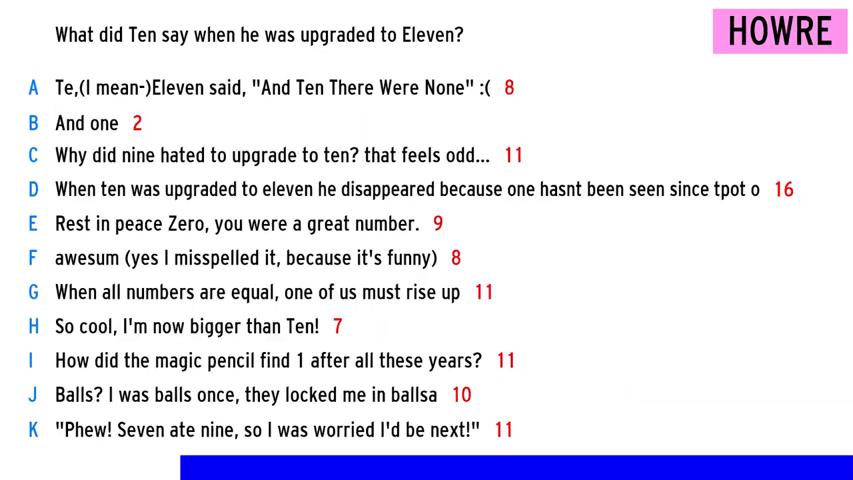 What did Ten say when he was upgraded to Eleven?
HOWRE
A Te,(I mean-)Eleven said, "And Ten There Were None" :( 8
B And one 2
C Why did nine hated to upgrade to ten? that feels odd... 11
D When ten was upgraded to eleven he disappeared because one hasnt been seen since tpot 0 16
E Rest in peace Zero, you were a great number. 9
F awesum (yes I misspelled it, because it's funny) 8
G When all numbers are equal, one of us must rise up 11
H So cool, I'm now bigger than Ten! 7
I How did the magic pencil find 1 after all these years? 11
J Balls? I was balls once, they locked me in ballsa 10
K "Phew! Seven ate nine, so I was worried I'd be next!" 11